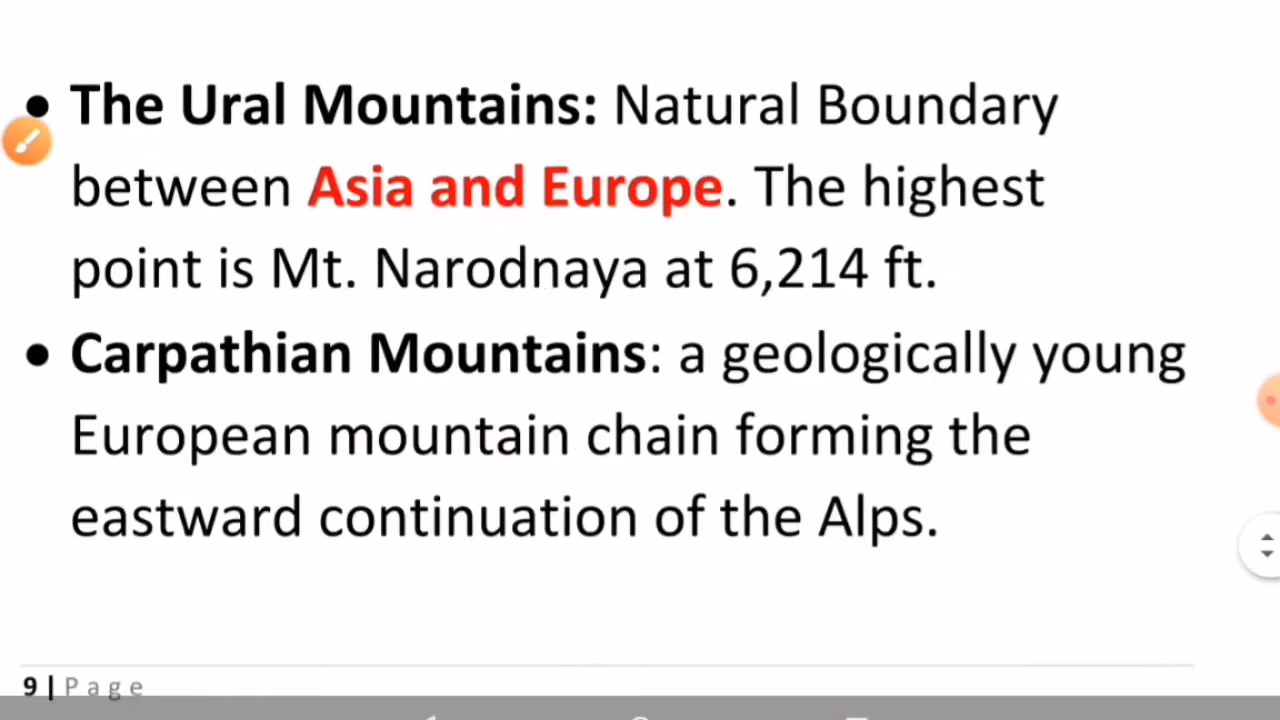 • The Ural Mountains: Natural Boundary
between Asia and Europe. The highest
point is Mt. Narodnaya at 6,214 ft.
• Carpathian Mountains: a geologically young
European mountain chain forming the
eastward continuation of the Alps.
9 | Page